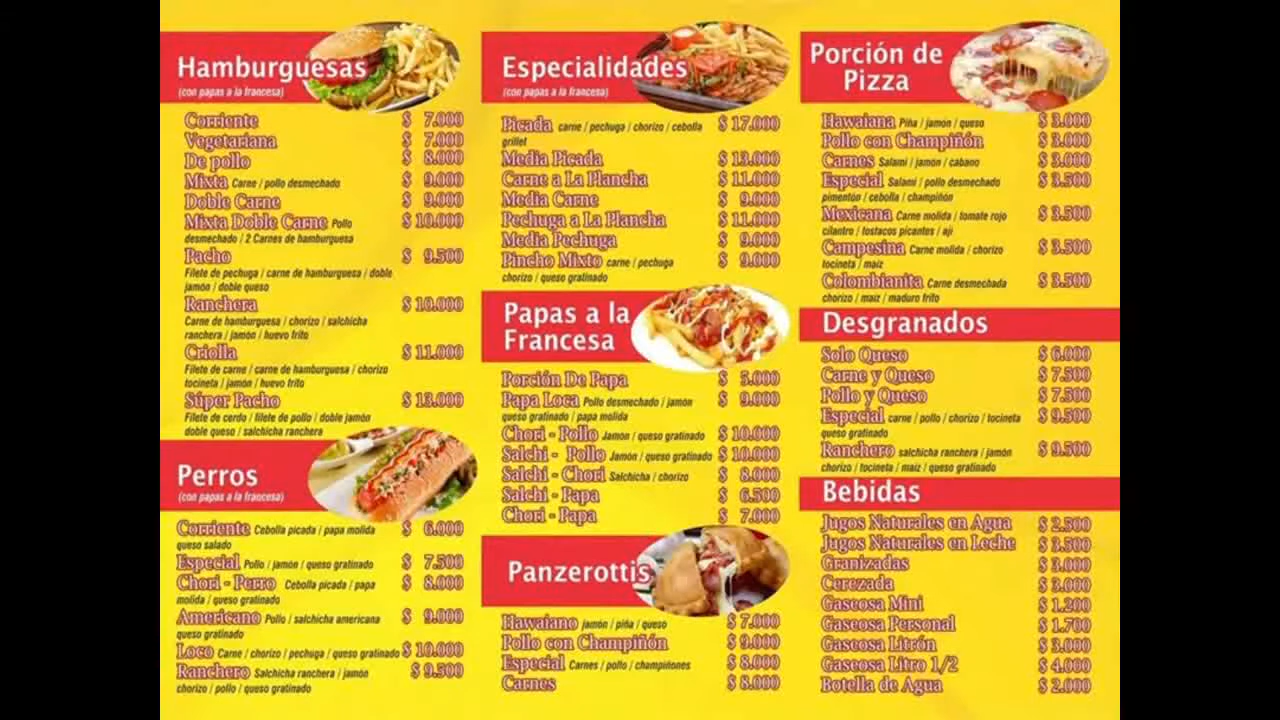 Hamburguesas
(con papas a la francesa)
Corriente $ 7.000
Vegetariana $ 7.000
De pollo $ 8.000
Mixta Carne / pollo desmechado $ 9.000
Doble Carne $ 9.000
Mixta Doble Carne Pollo $ 10.000
desmechado / 2 Carnes de hamburguesa
Pacho $ 9.500
Filete de pechuga / carne de hamburguesa / doble
jamón / doble queso
Ranchera $ 10.000
Carne de hamburguesa / chorizo / salchicha
ranchera / jamón / huevo frito
Criolla $ 11.000
Filete de carne / carne de hamburguesa / chorizo
tocineta / jamón / huevo frito
Súper Pacho $ 13.000
Filete de cerdo / filete de pollo / doble jamón
doble queso / salchicha ranchera
Perros
(con papas a la francesa)
Corriente Cebolla picada / papa molida $ 6.000
queso salado
Especial Pollo / jamón / queso gratinado $ 7.500
Chori - Perro Cebolla picada / papa $ 8.000
molida / queso gratinado
Americano Pollo / salchicha americana $ 9.000
queso gratinado
Loco Carne / chorizo / pechuga / queso gratinado $ 10.000
Ranchero Salchicha ranchera / jamón $ 9.500
chorizo / pollo / queso gratinado
Especialidades
(con papas a la francesa)
Picada carne / pechuga / chorizo / cebolla $ 17.000
grillet
Media Picada $ 13.000
Carne a La Plancha $ 11.000
Media Carne $ 9.000
Pechuga a La Plancha $ 11.000
Media Pechuga $ 9.000
Pincho Mixto carne / pechuga $ 9.000
chorizo / queso gratinado
Papas a la
Francesa
Porción De Papa $ 5.000
Papa Loca Pollo desmechado / jamón $ 9.000
queso gratinado / papa molida
Chori - Pollo Jamón / queso gratinado $ 10.000
Salchi - Pollo Jamón / queso gratinado $ 10.000
Salchi - Chori Salchicha / chorizo $ 8.000
Salchi - Papa $ 6.500
Chori - Papa $ 7.000
Panzerottis
Hawaiano jamón / piña / queso $ 7.000
Pollo con Champiñón $ 9.000
Especial Carnes / pollo / champiñones $ 8.000
Carnes $ 8.000
Porción de
Pizza
Hawaiana Piña / jamón / queso $ 3.000
Pollo con Champiñón $ 3.000
Carnes Salami / jamón / cabano $ 3.000
Especial Salami / pollo desmechado $ 3.500
pimentón / cebolla / champiñón
Mexicana Carne molida / tomate rojo $ 3.500
cilantro / tostacos picantes / aji
Campesina Carne molida / chorizo $ 3.500
tocineta / maiz
Colombianita Carne desmechada $ 3.500
chorizo / maiz / maduro frito
Desgranados
Solo Queso $ 6.000
Carne y Queso $ 7.500
Pollo y Queso $ 7.500
Especial carne / pollo / chorizo / tocineta $ 9.500
queso gratinado
Ranchero salchicha ranchera / jamón $ 9.500
chorizo / tocineta / maiz / queso gratinado
Bebidas
Jugos Naturales en Agua $ 2.500
Jugos Naturales en Leche $ 3.500
Granizadas $ 3.000
Cerezada $ 3.000
Gaseosa Mini $ 1.200
Gaseosa Personal $ 1.700
Gaseosa Litrón $ 3.000
Gaseosa Litro 1/2 $ 4.000
Botella de Agua $ 2.000